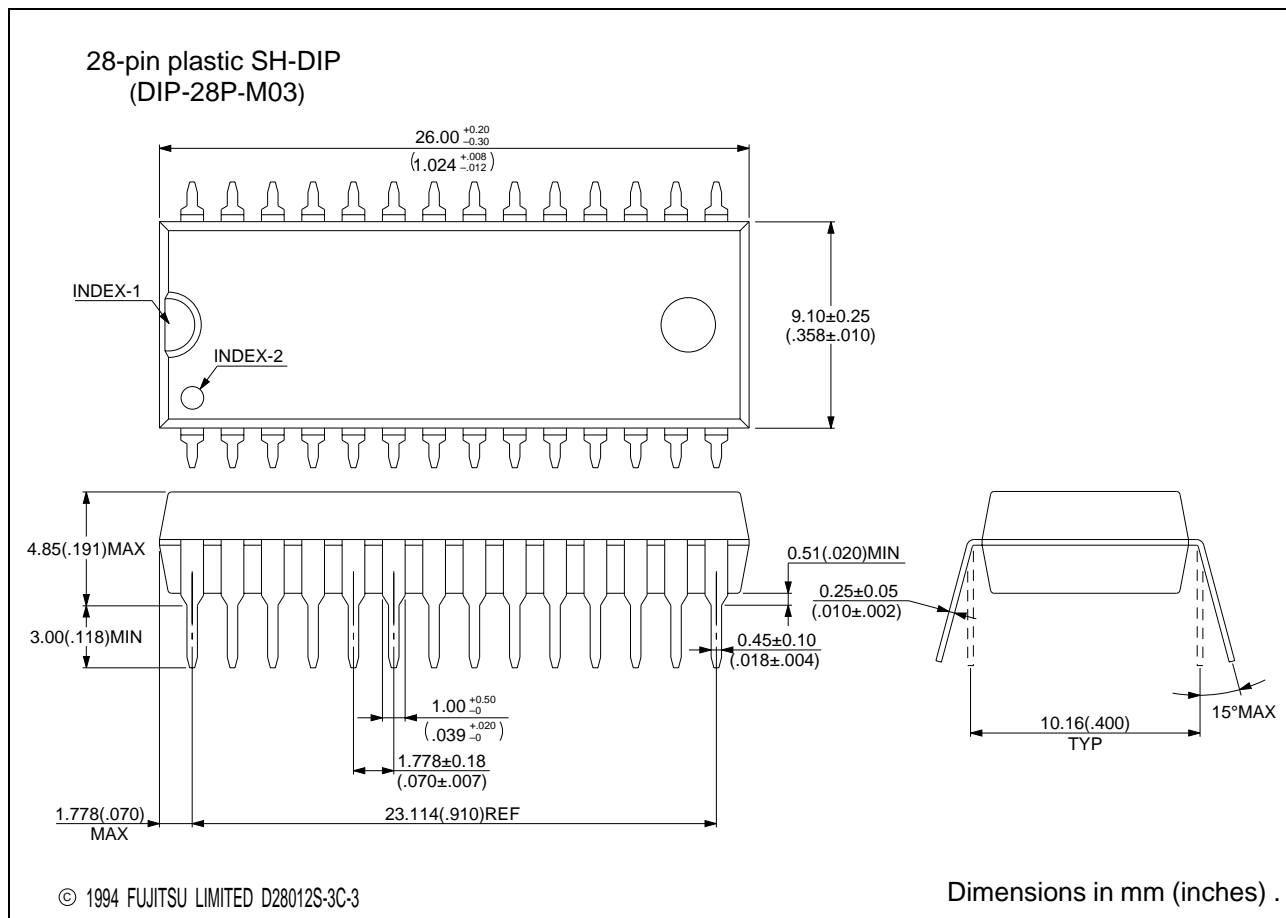 28-pin plastic SH-DIP
(DIP-28P-M03)
26.00 +0.20 –0.30
(1.024 +.008 –.012)
INDEX-1
INDEX-2
9.10±0.25
(.358±.010)
4.85(.191)MAX
3.00(.118)MIN
0.51(.020)MIN
0.25±0.05
(.010±.002)
0.45±0.10
(.018±.004)
1.00 +0.50 –0
(.039 +.020 –0)
1.778±0.18
(.070±.007)
15°MAX
10.16(.400)
TYP
1.778(.070)
MAX
23.114(.910)REF
© 1994 FUJITSU LIMITED D28012S-3C-3
Dimensions in mm (inches) .